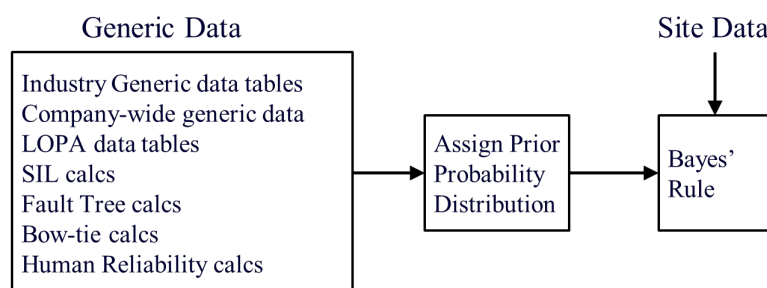 Generic Data
Industry Generic data tables
Company-wide generic data
LOPA data tables
SIL calcs
Fault Tree calcs
Bow-tie calcs
Human Reliability calcs
Assign Prior
Probability
Distribution
Site Data
Bayes’
Rule